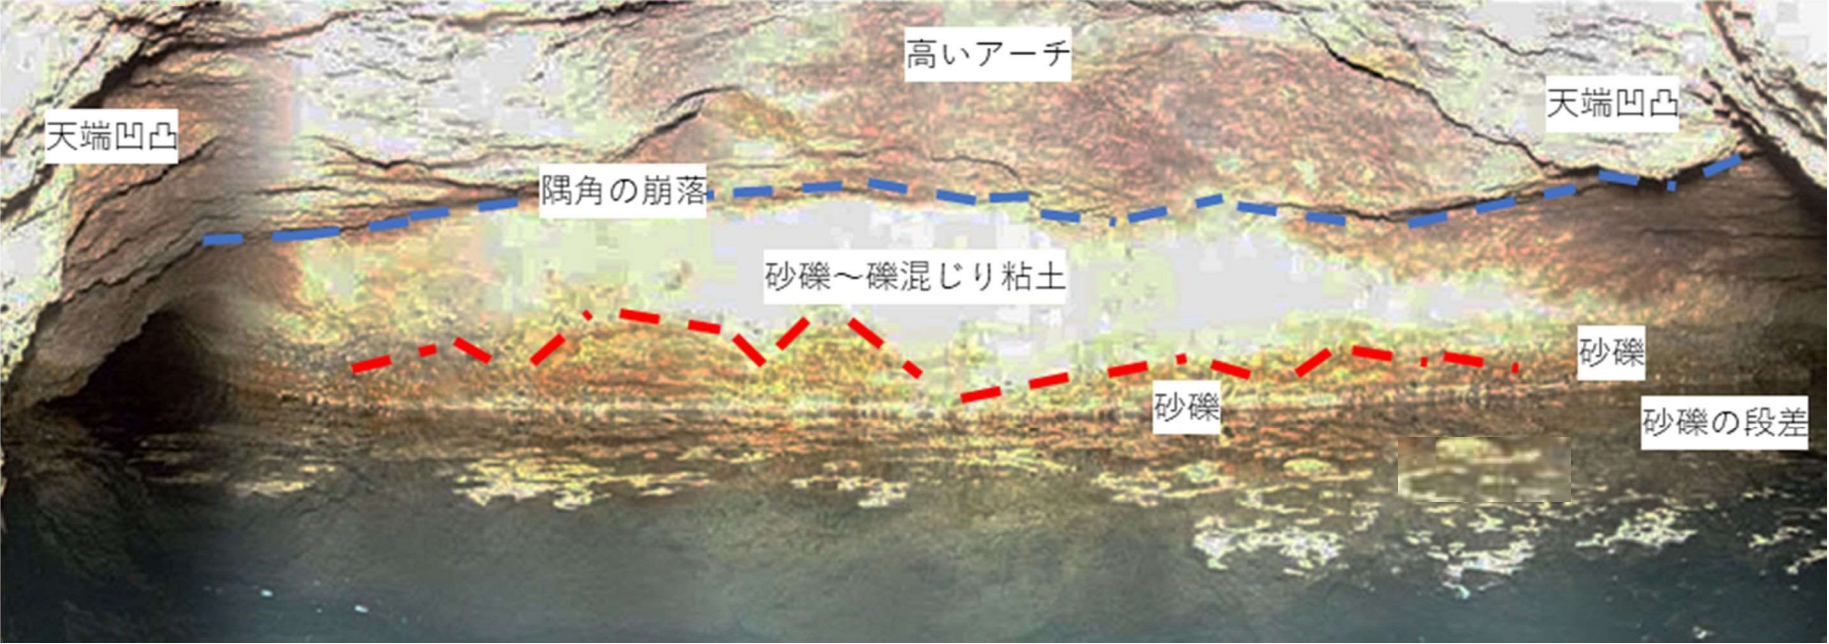 高いアーチ
天端凹凸
天端凹凸
隅角の崩落
砂礫～礫混じり粘土
砂礫
砂礫
砂礫の段差